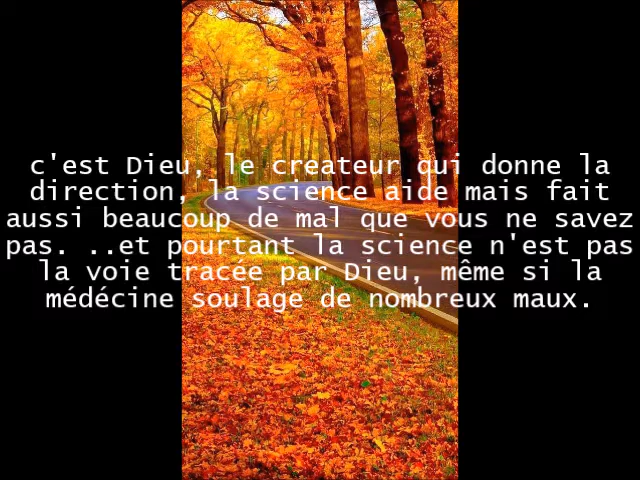 c'est Dieu, le createur qui donne la
direction, la science aide mais fait
aussi beaucoup de mal que vous ne savez
pas. ..et pourtant la science n'est pas
la voie tracée par Dieu, même si la
médécine soulage de nombreux maux.